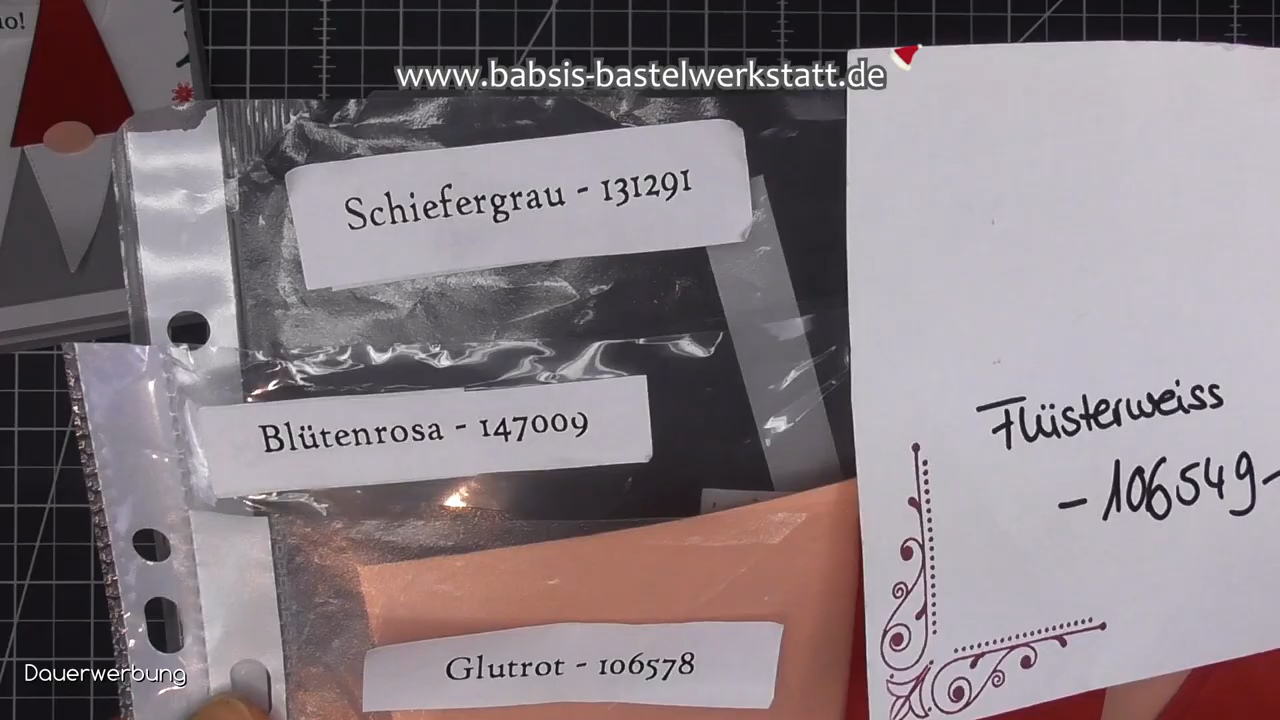 www.babsis-bastelwerkstatt.de
Schiefergrau - 131291
Blütenrosa - 147009
Flüsterweiss
- 106549 -
Glutrot - 106578
Dauerwerbung